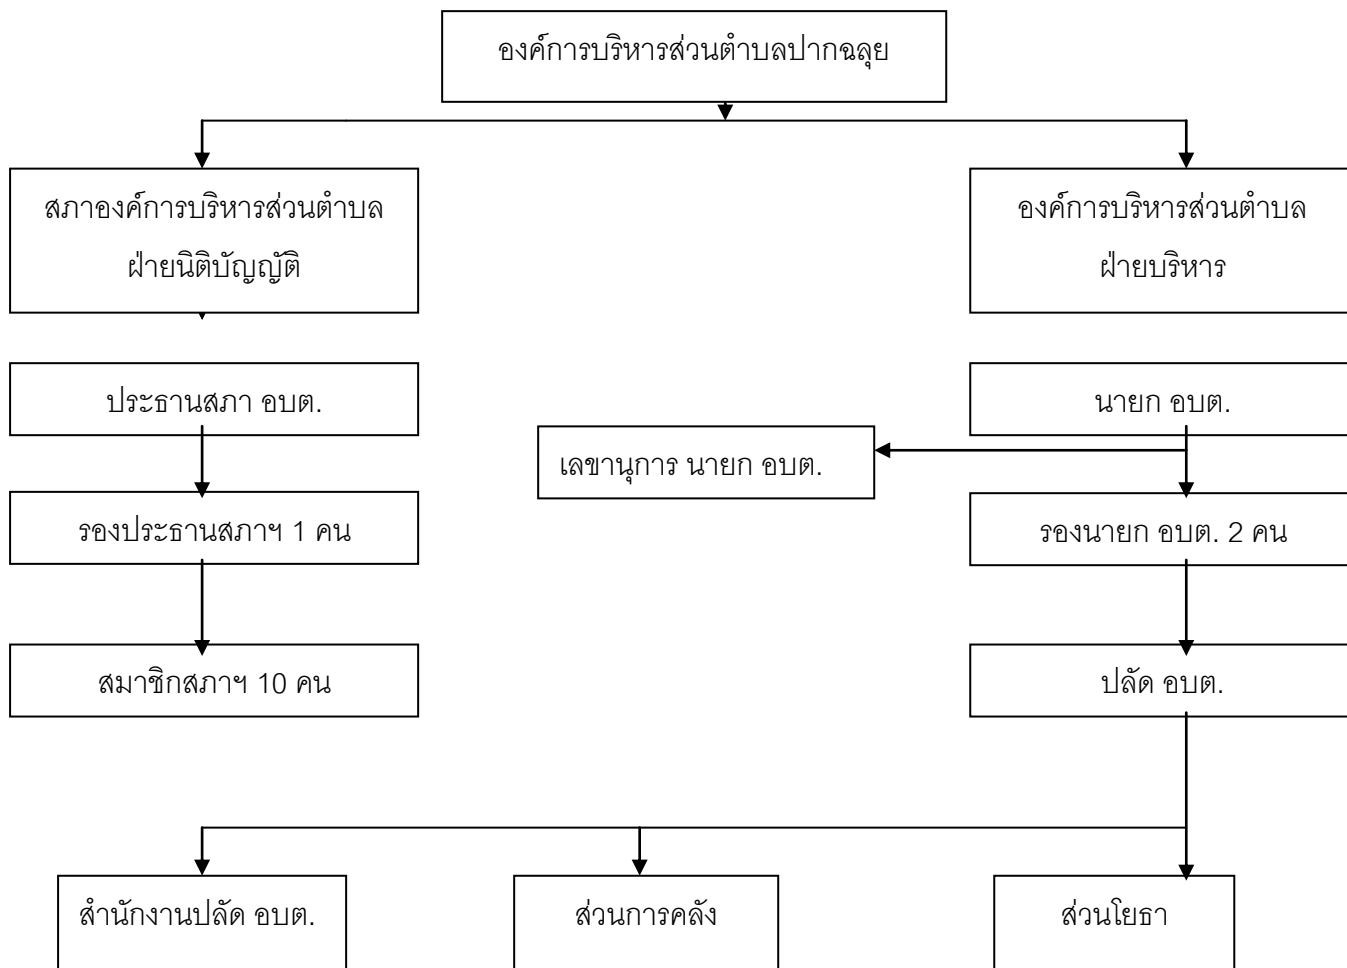 องค์การบริหารส่วนตำบลปากฉลุย
สภาองค์การบริหารส่วนตำบล
ฝ่ายนิติบัญญัติ
องค์การบริหารส่วนตำบล
ฝ่ายบริหาร
ประธานสภา อบต.
นายก อบต.
เลขานุการ นายก อบต.
รองประธานสภาฯ 1 คน
รองนายก อบต. 2 คน
สมาชิกสภาฯ 10 คน
ปลัด อบต.
สำนักงานปลัด อบต.
ส่วนการคลัง
ส่วนโยธา